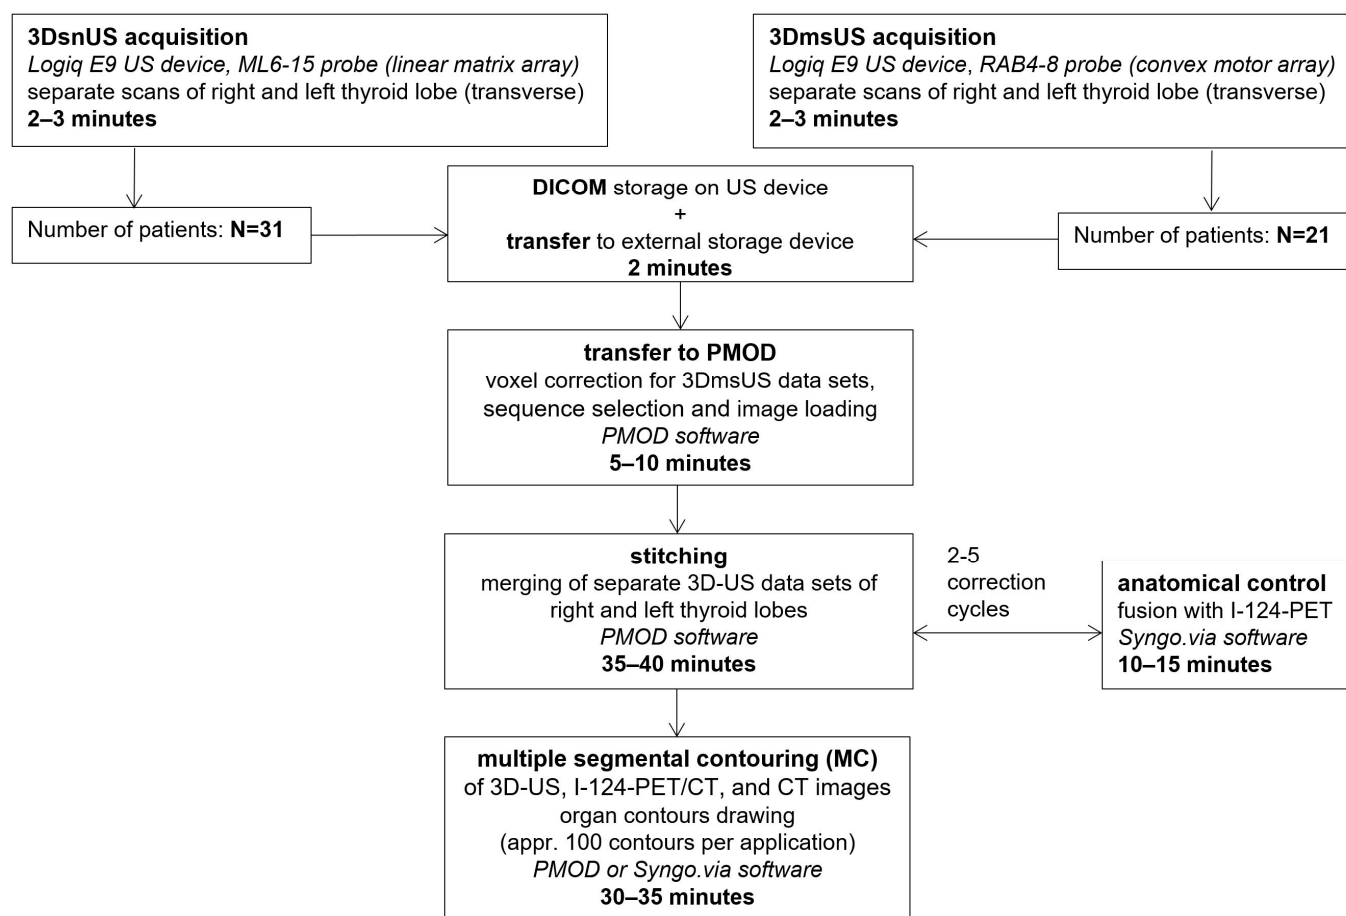 3DsnUS acquisition
Logiq E9 US device, ML6-15 probe (linear matrix array)
separate scans of right and left thyroid lobe (transverse)
2–3 minutes
3DmsUS acquisition
Logiq E9 US device, RAB4-8 probe (convex motor array)
separate scans of right and left thyroid lobe (transverse)
2–3 minutes
Number of patients: N=31
DICOM storage on US device
+
transfer to external storage device
2 minutes
Number of patients: N=21
transfer to PMOD
voxel correction for 3DmsUS data sets,
sequence selection and image loading
PMOD software
5–10 minutes
stitching
merging of separate 3D-US data sets of
right and left thyroid lobes
PMOD software
35–40 minutes
2-5
correction
cycles
anatomical control
fusion with I-124-PET
Syngo.via software
10–15 minutes
multiple segmental contouring (MC)
of 3D-US, I-124-PET/CT, and CT images
organ contours drawing
(appr. 100 contours per application)
PMOD or Syngo.via software
30–35 minutes